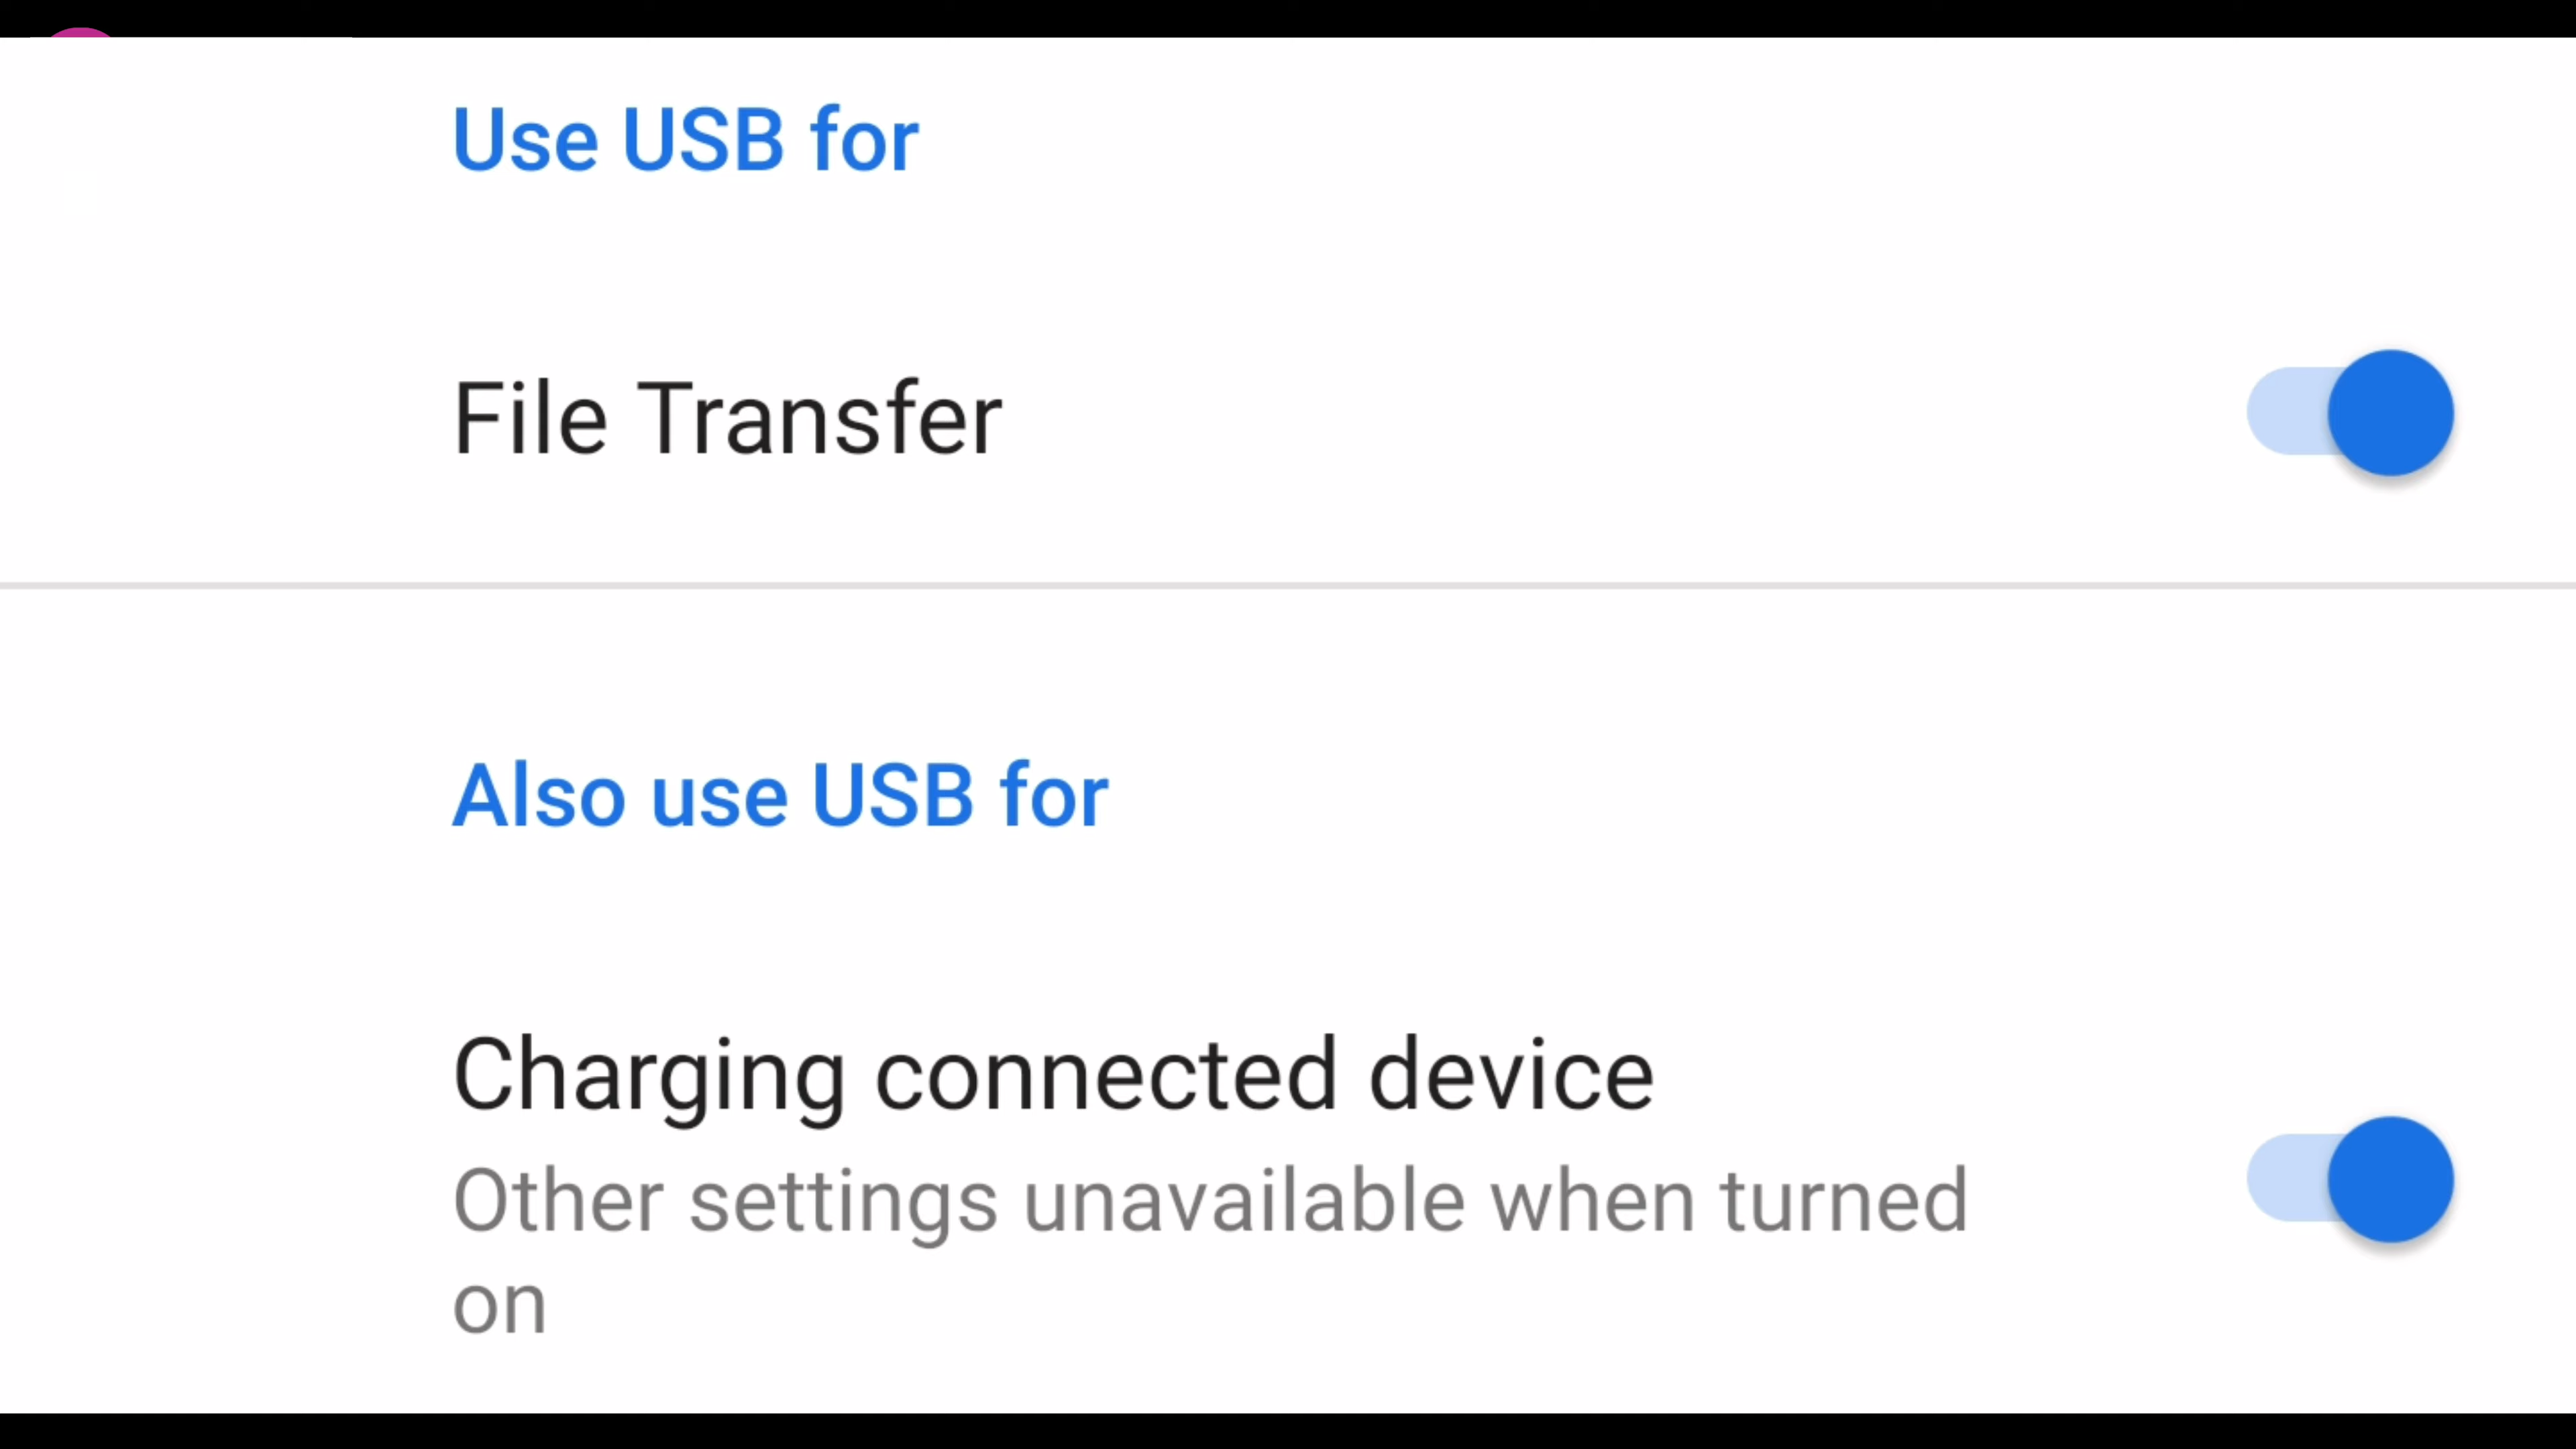 Use USB for
File Transfer
Also use USB for
Charging connected device
Other settings unavailable when turned
on